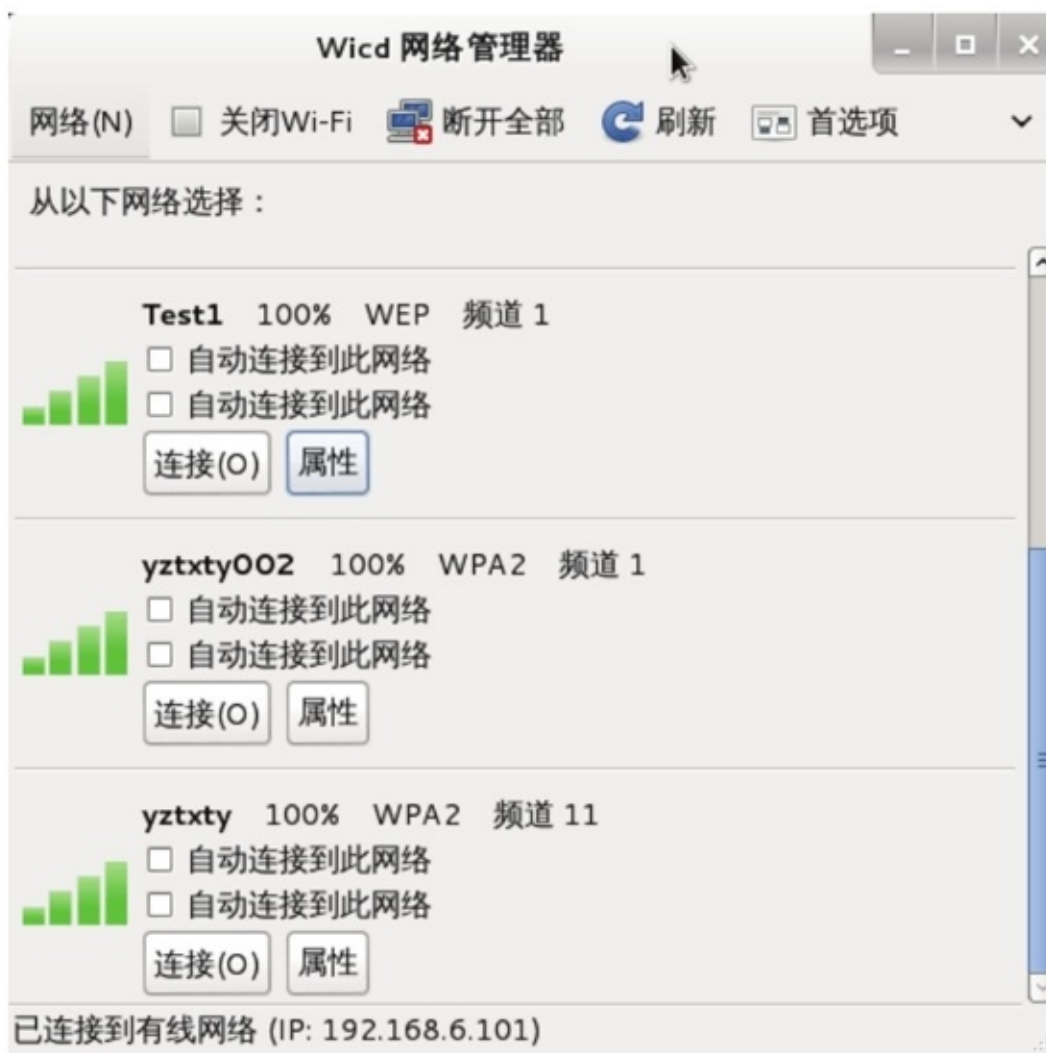 Wicd 网络管理器
网络(N) 关闭Wi-Fi 断开全部 刷新 首选项
从以下网络选择：
Test1 100% WEP 频道 1
自动连接到此网络
自动连接到此网络
连接(O) 属性
yztxty002 100% WPA2 频道 1
自动连接到此网络
自动连接到此网络
连接(O) 属性
yztxty 100% WPA2 频道 11
自动连接到此网络
自动连接到此网络
连接(O) 属性
已连接到有线网络 (IP: 192.168.6.101)